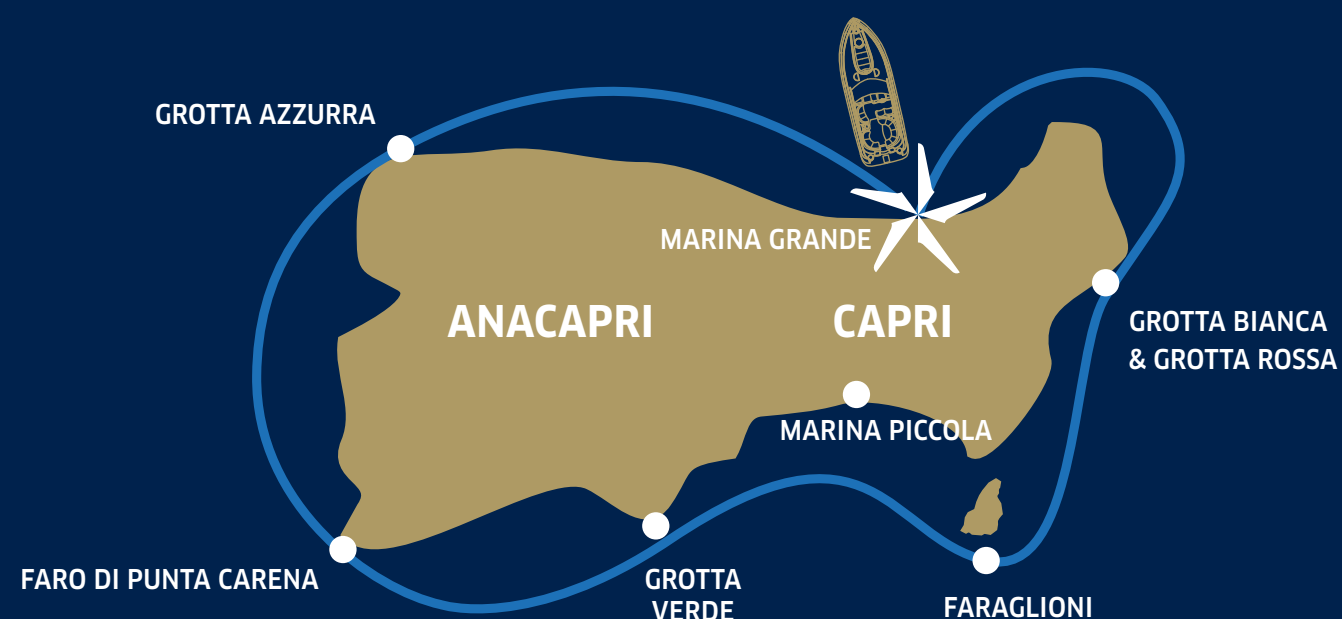 GROTTA AZZURRA
MARINA GRANDE
ANACAPRI
CAPRI
GROTTA BIANCA
& GROTTA ROSSA
MARINA PICCOLA
FARO DI PUNTA CARENA
GROTTA
VERDE
FARAGLIONI